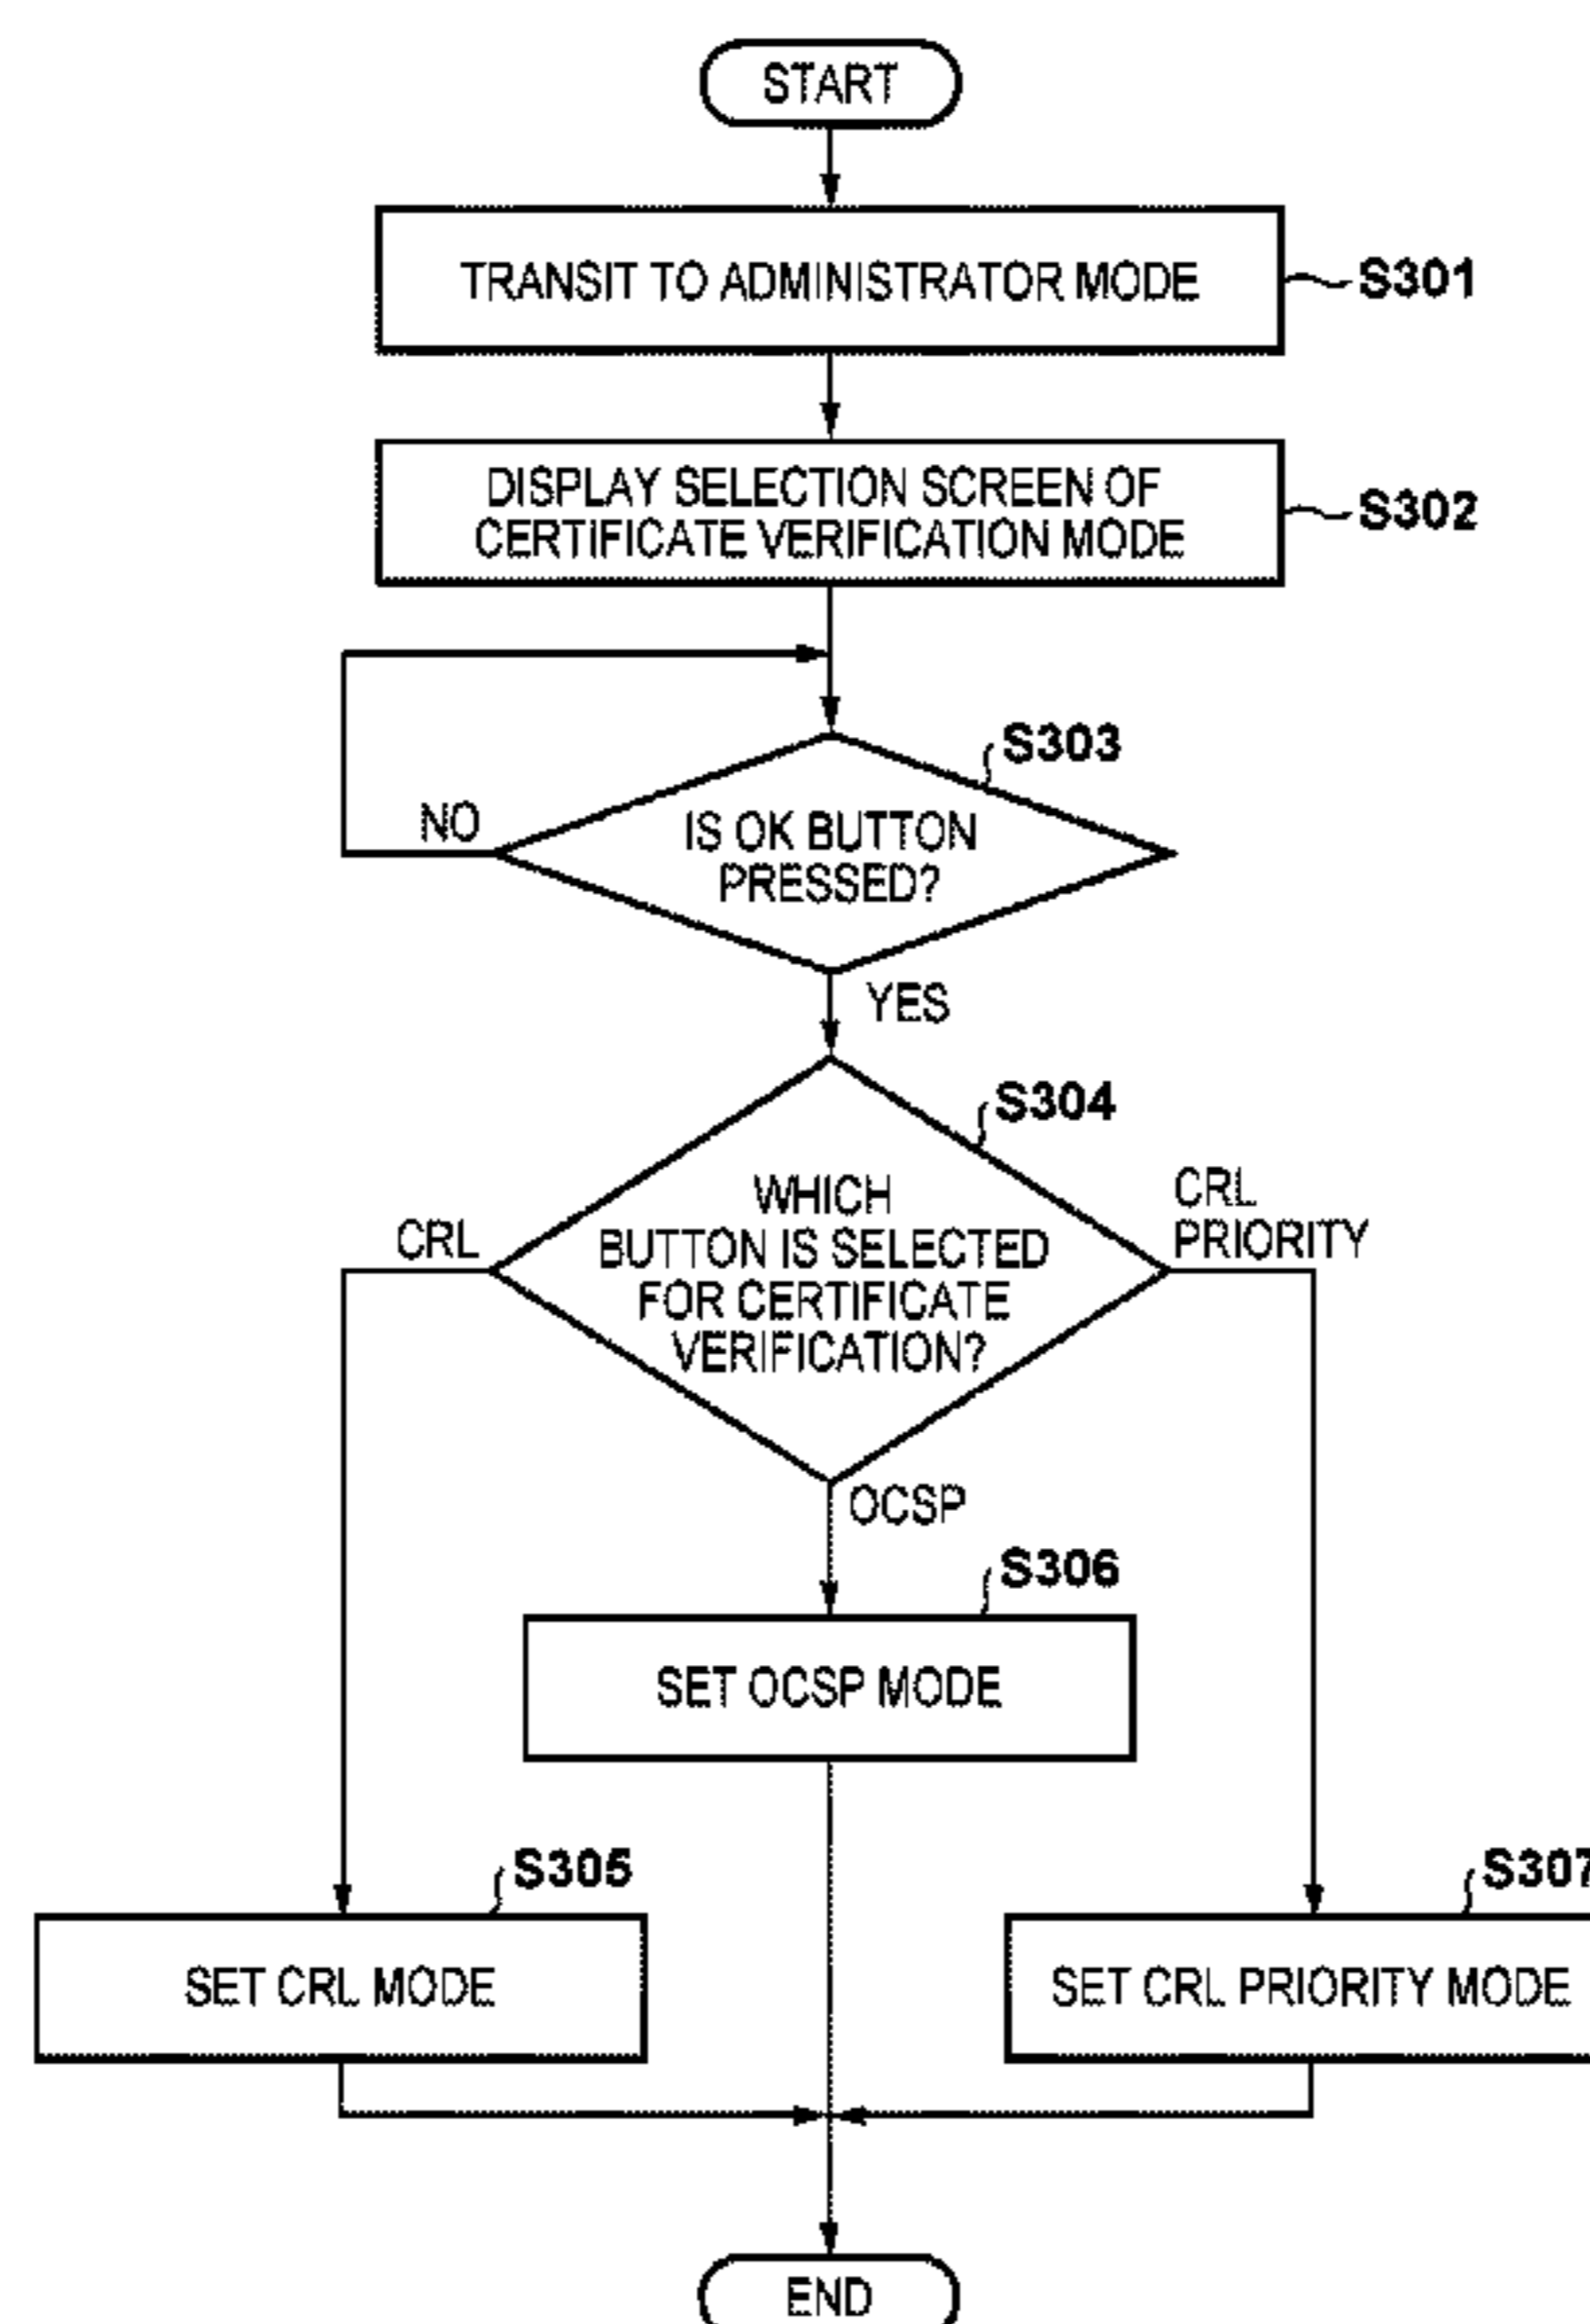 START
TRANSIT TO ADMINISTRATOR MODE
S301
DISPLAY SELECTION SCREEN OF
CERTIFICATE VERIFICATION MODE
S302
S303
NO
IS OK BUTTON
PRESSED?
YES
S304
CRL
WHICH
BUTTON IS SELECTED
FOR CERTIFICATE
VERIFICATION?
CRL
PRIORITY
OCSP
S306
SET OCSP MODE
S305
S307
SET CRL MODE
SET CRL PRIORITY MODE
END